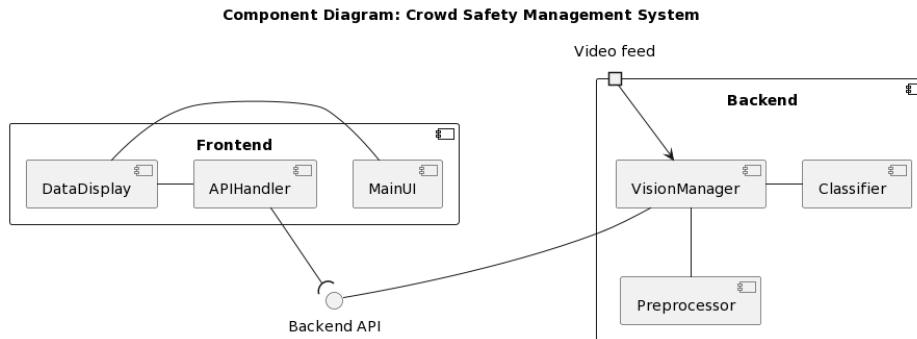 Component Diagram: Crowd Safety Management System
Video feed
Backend
Frontend
DataDisplay
APIHandler
MainUI
VisionManager
Classifier
Preprocessor
Backend API